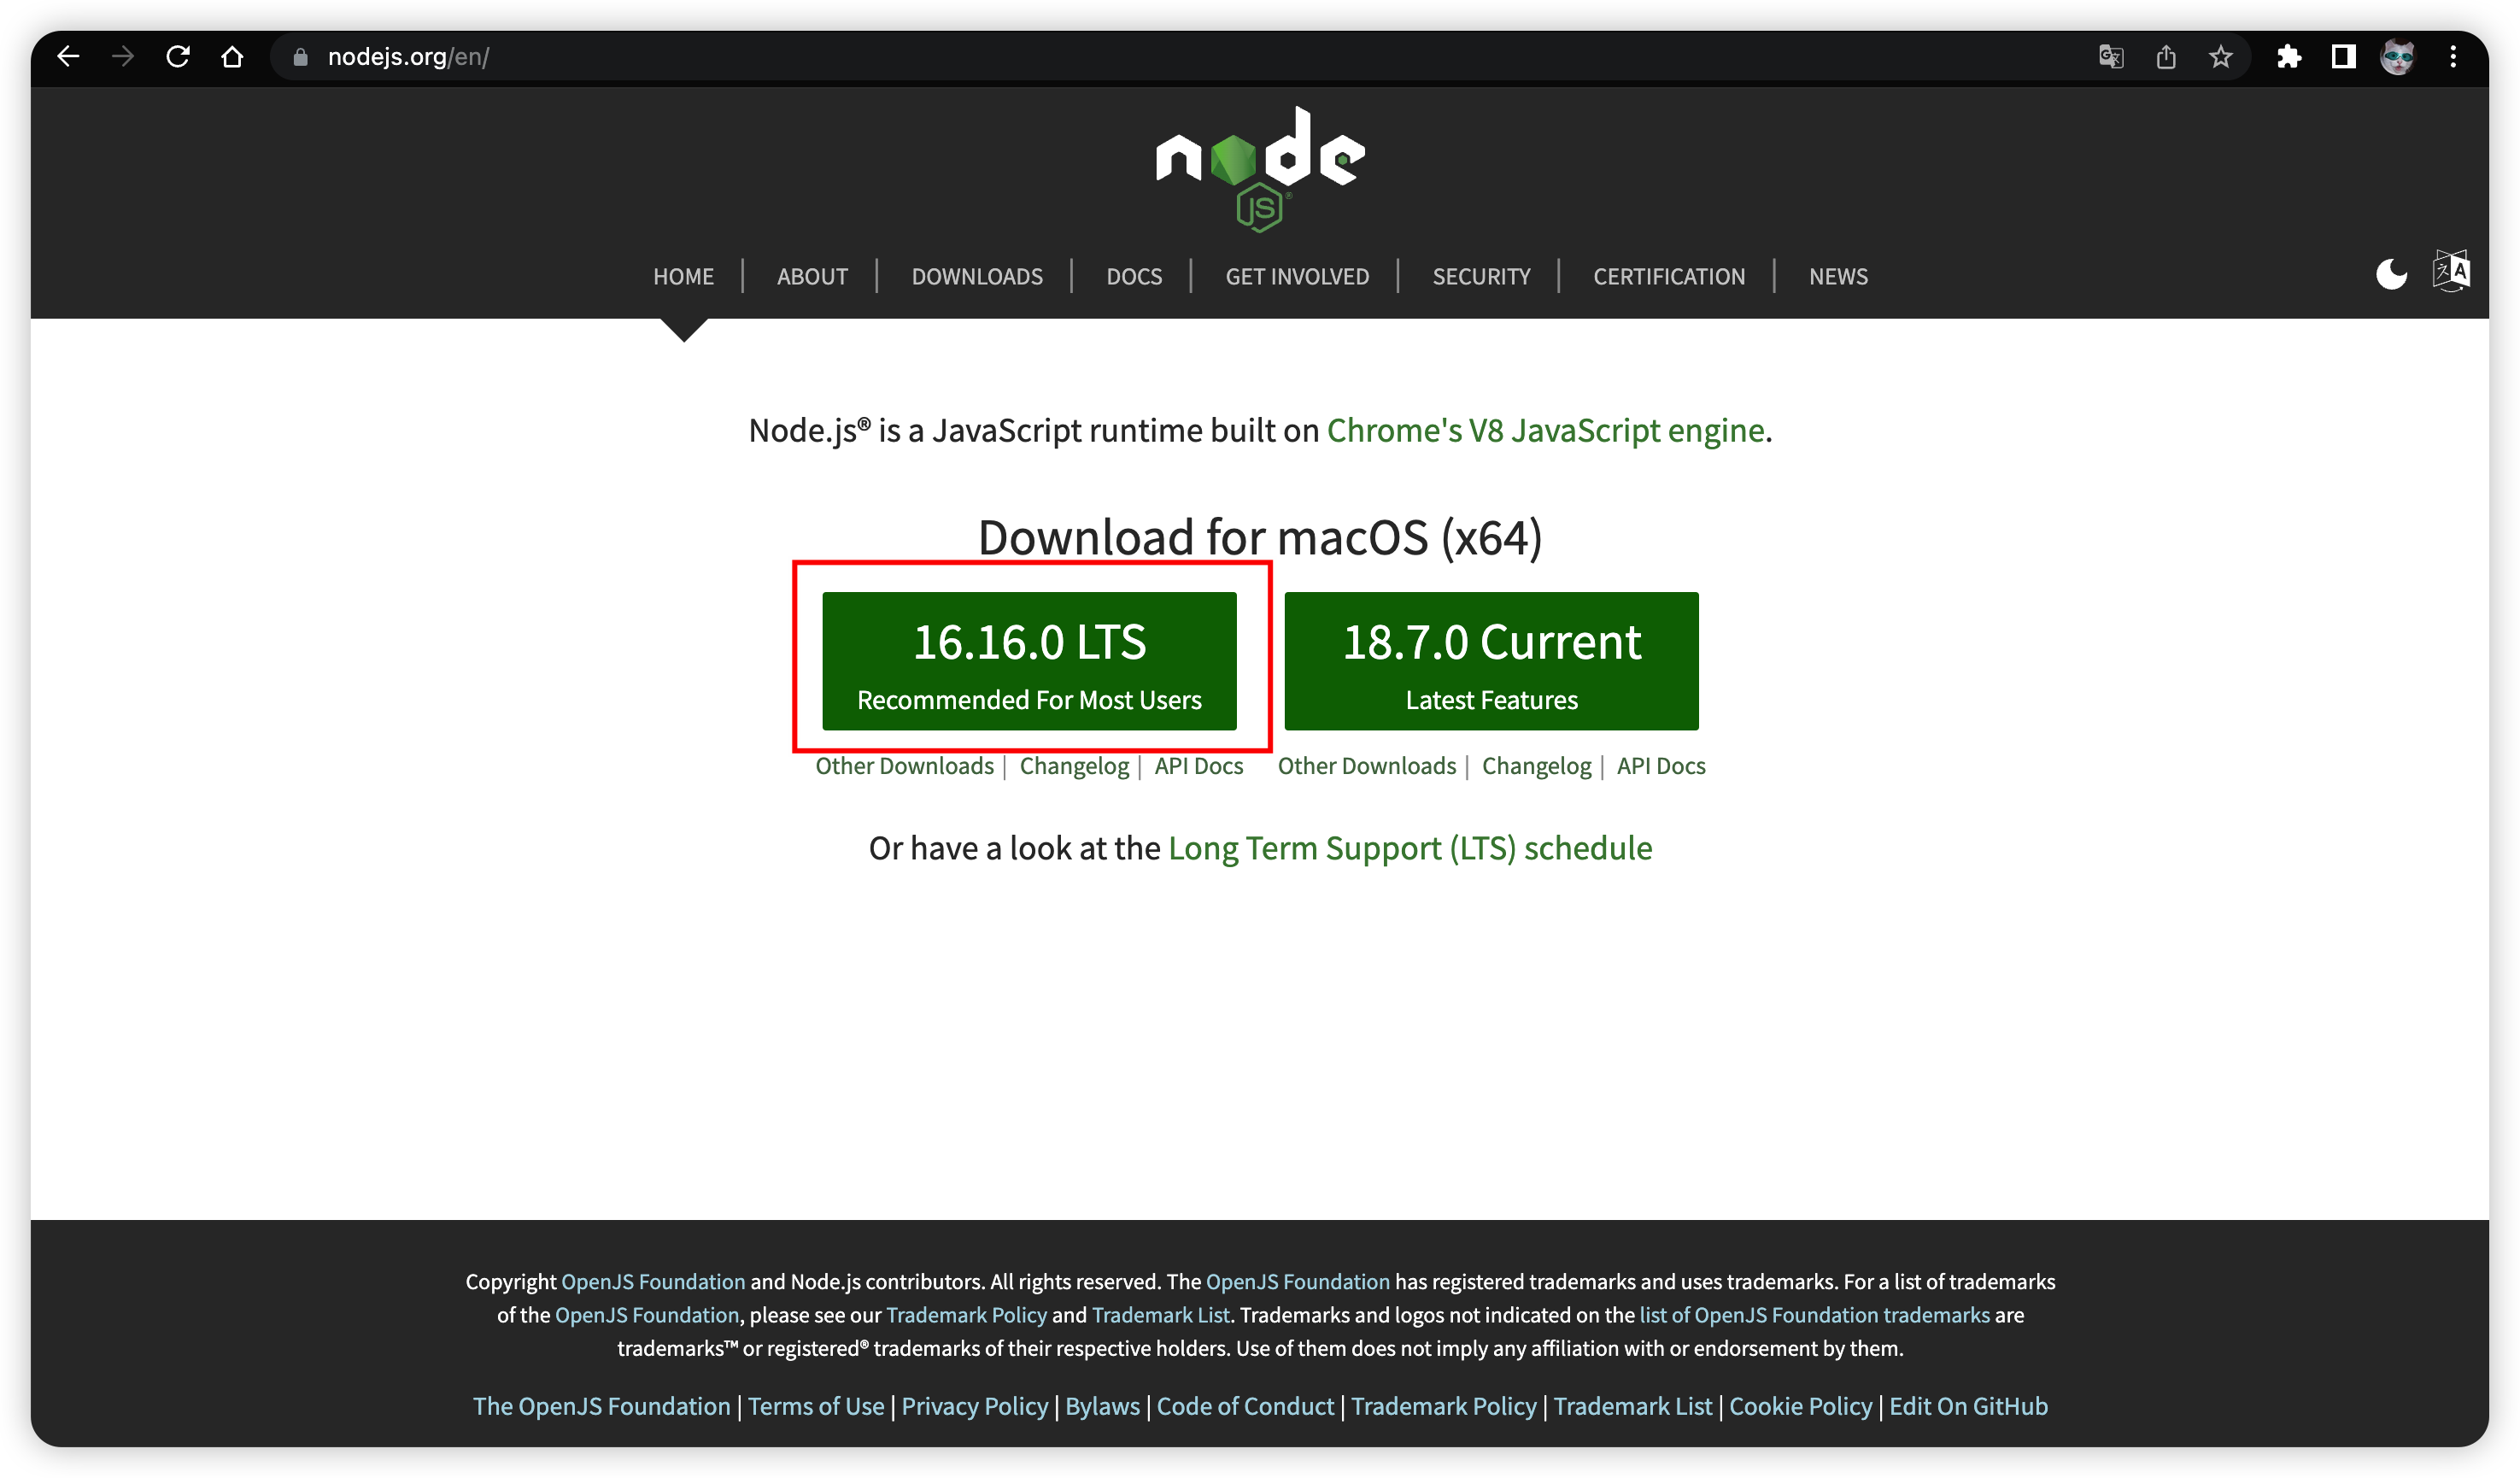 nodejs.org/en/
node
JS®
HOME | ABOUT | DOWNLOADS | DOCS | GET INVOLVED | SECURITY | CERTIFICATION | NEWS
Node.js® is a JavaScript runtime built on Chrome's V8 JavaScript engine.
Download for macOS (x64)
16.16.0 LTS
Recommended For Most Users
18.7.0 Current
Latest Features
Other Downloads | Changelog | API Docs
Other Downloads | Changelog | API Docs
Or have a look at the Long Term Support (LTS) schedule
Copyright OpenJS Foundation and Node.js contributors. All rights reserved. The OpenJS Foundation has registered trademarks and uses trademarks. For a list of trademarks
of the OpenJS Foundation, please see our Trademark Policy and Trademark List. Trademarks and logos not indicated on the list of OpenJS Foundation trademarks are
trademarks™ or registered® trademarks of their respective holders. Use of them does not imply any affiliation with or endorsement by them.
The OpenJS Foundation | Terms of Use | Privacy Policy | Bylaws | Code of Conduct | Trademark Policy | Trademark List | Cookie Policy | Edit On GitHub